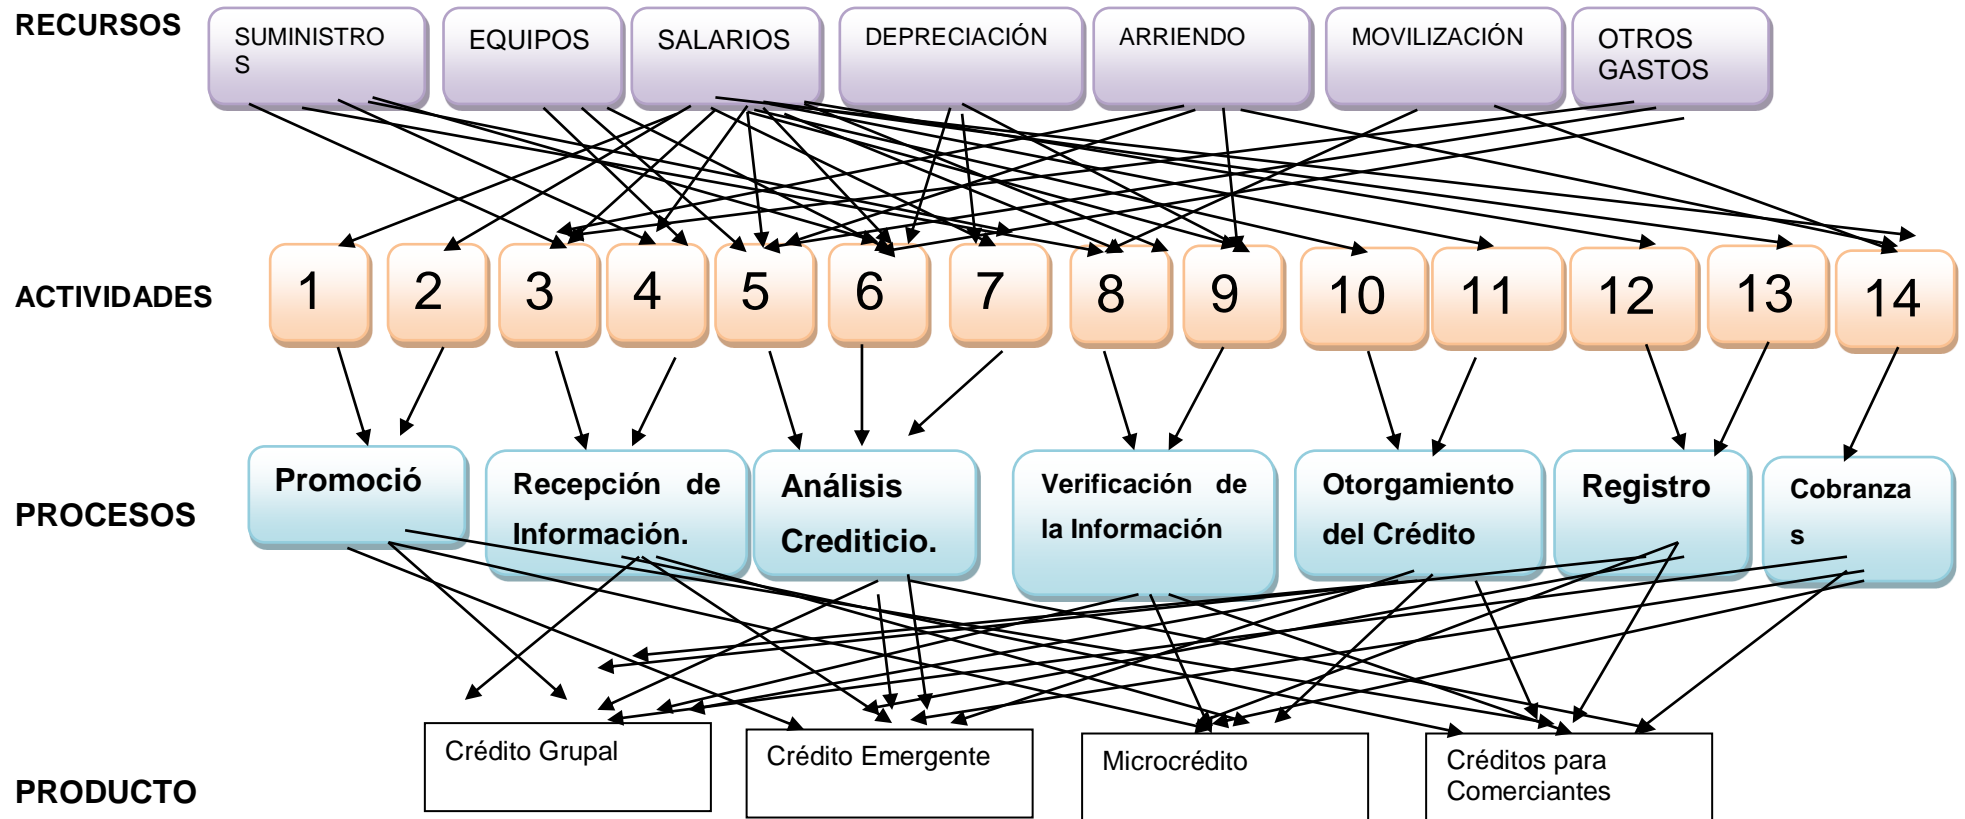 RECURSOS
SUMINISTRO
S
EQUIPOS
SALARIOS
DEPRECIACIÓN
ARRIENDO
MOVILIZACIÓN
OTROS
GASTOS
ACTIVIDADES
1
2
3
4
5
6
7
8
9
10
11
12
13
14
PROCESOS
Promoció
Recepción de
Información.
Análisis
Crediticio.
Verificación de
la Información
Otorgamiento
del Crédito
Registro
Cobranza
s
PRODUCTO
Crédito Grupal
Crédito Emergente
Microcrédito
Créditos para
Comerciantes